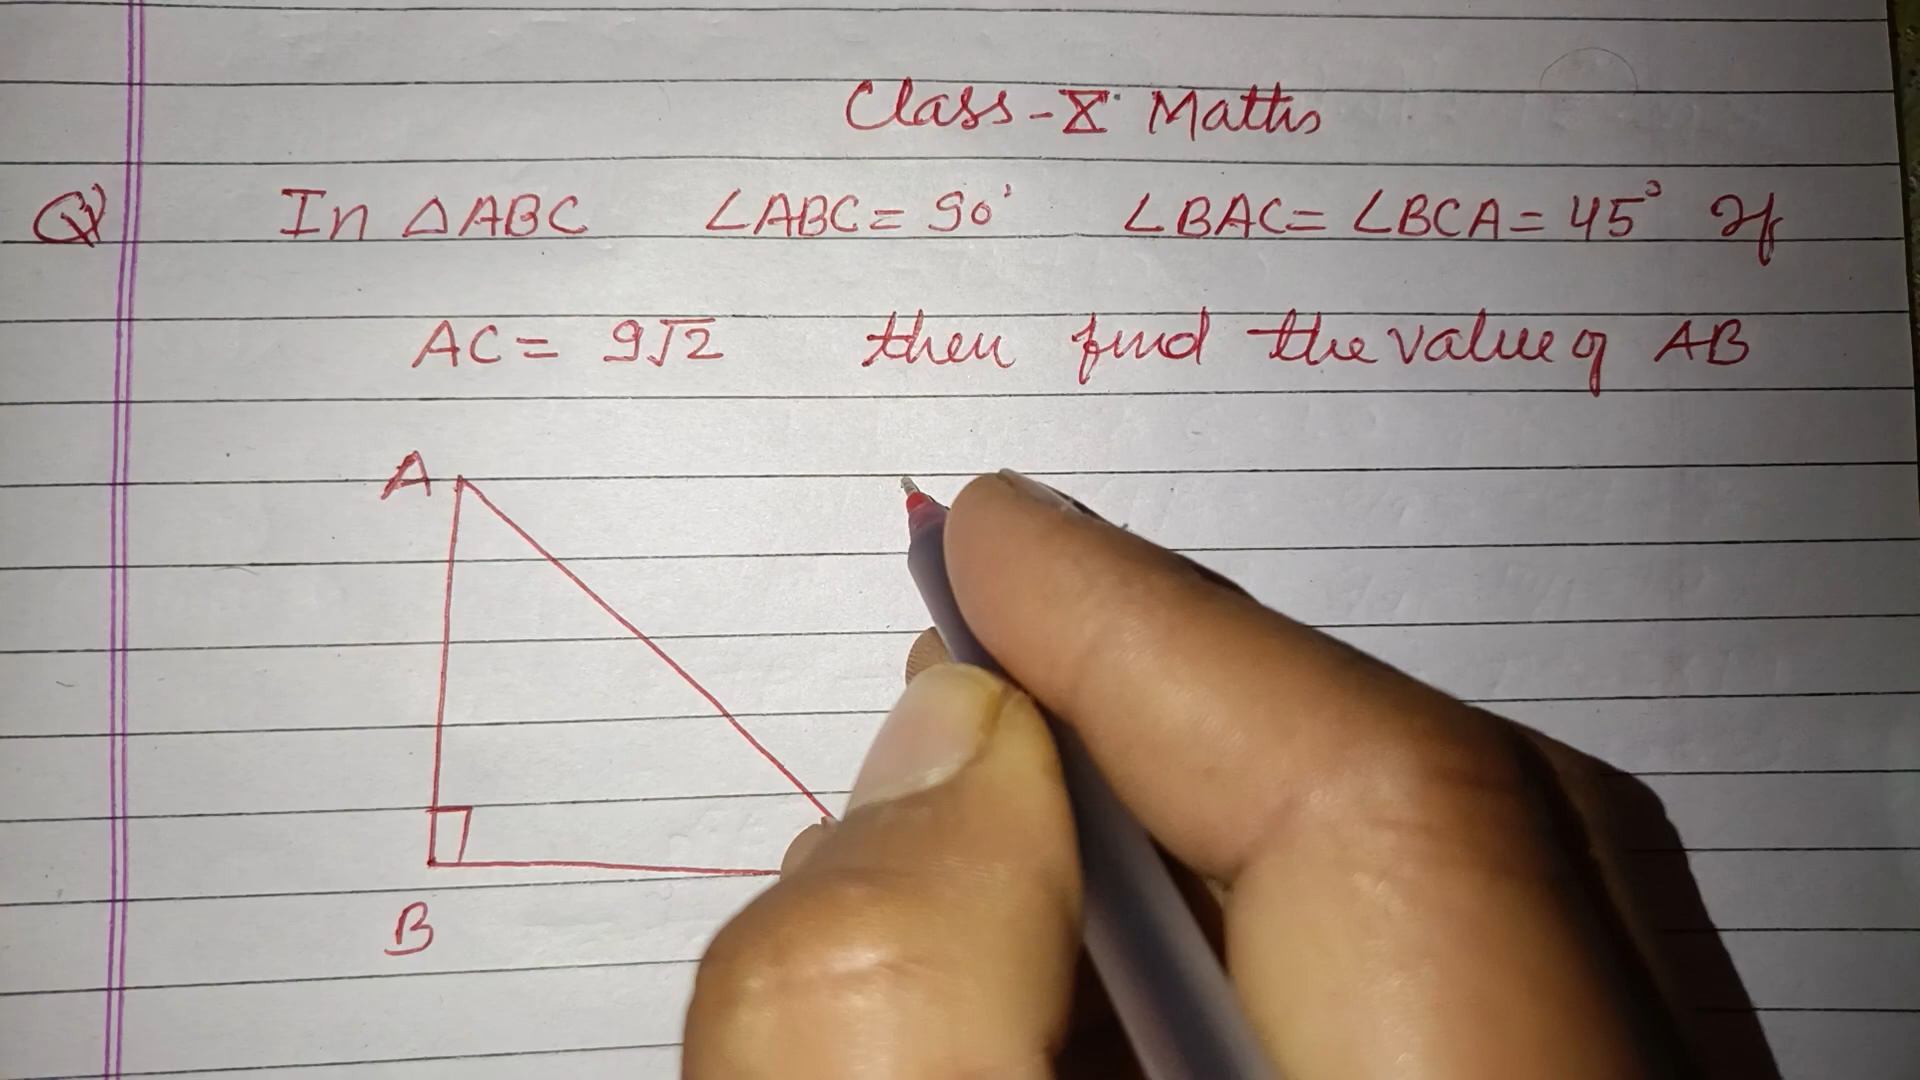 Class-X Maths
Q) In △ABC ∠ABC = 90° ∠BAC = ∠BCA = 45° If
AC = 9√2 then find the value of AB
A
B